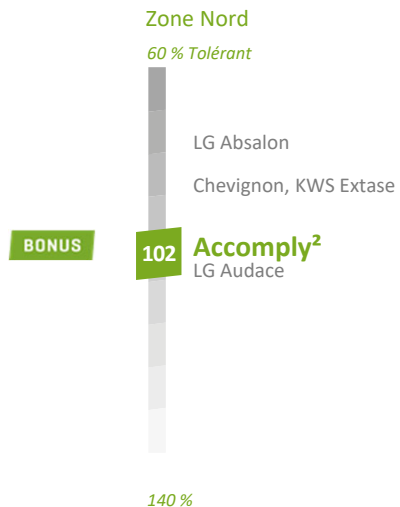 Zone Nord
60 % Tolérant
LG Absalon
Chevignon, KWS Extase
BONUS
102
Accomply²
LG Audace
140 %